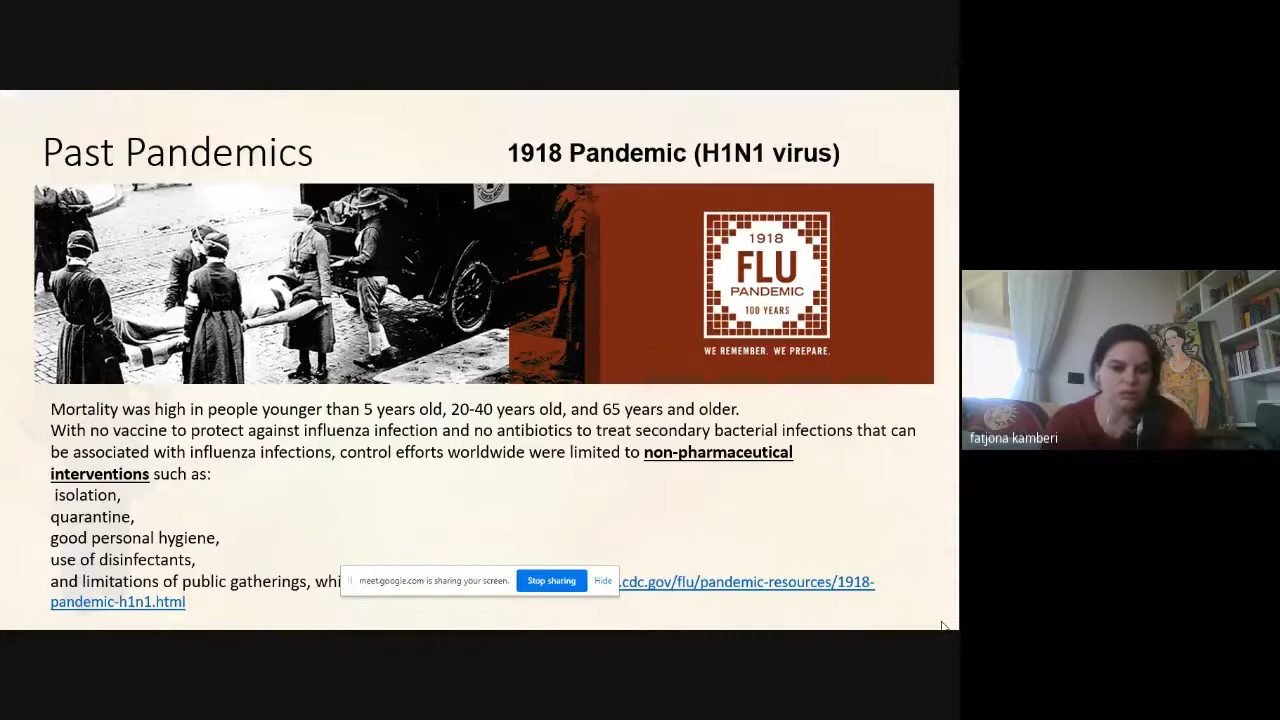 Past Pandemics
1918 Pandemic (H1N1 virus)
1918
FLU
PANDEMIC
100 YEARS
WE REMEMBER. WE PREPARE.
Mortality was high in people younger than 5 years old, 20-40 years old, and 65 years and older.
With no vaccine to protect against influenza infection and no antibiotics to treat secondary bacterial infections that can
be associated with influenza infections, control efforts worldwide were limited to non-pharmaceutical
interventions such as:
isolation,
quarantine,
good personal hygiene,
use of disinfectants,
and limitations of public gatherings, whi
.cdc.gov/flu/pandemic-resources/1918-
pandemic-h1n1.html
meet.google.com is sharing your screen.
Stop sharing
Hide
fatjona kamberi